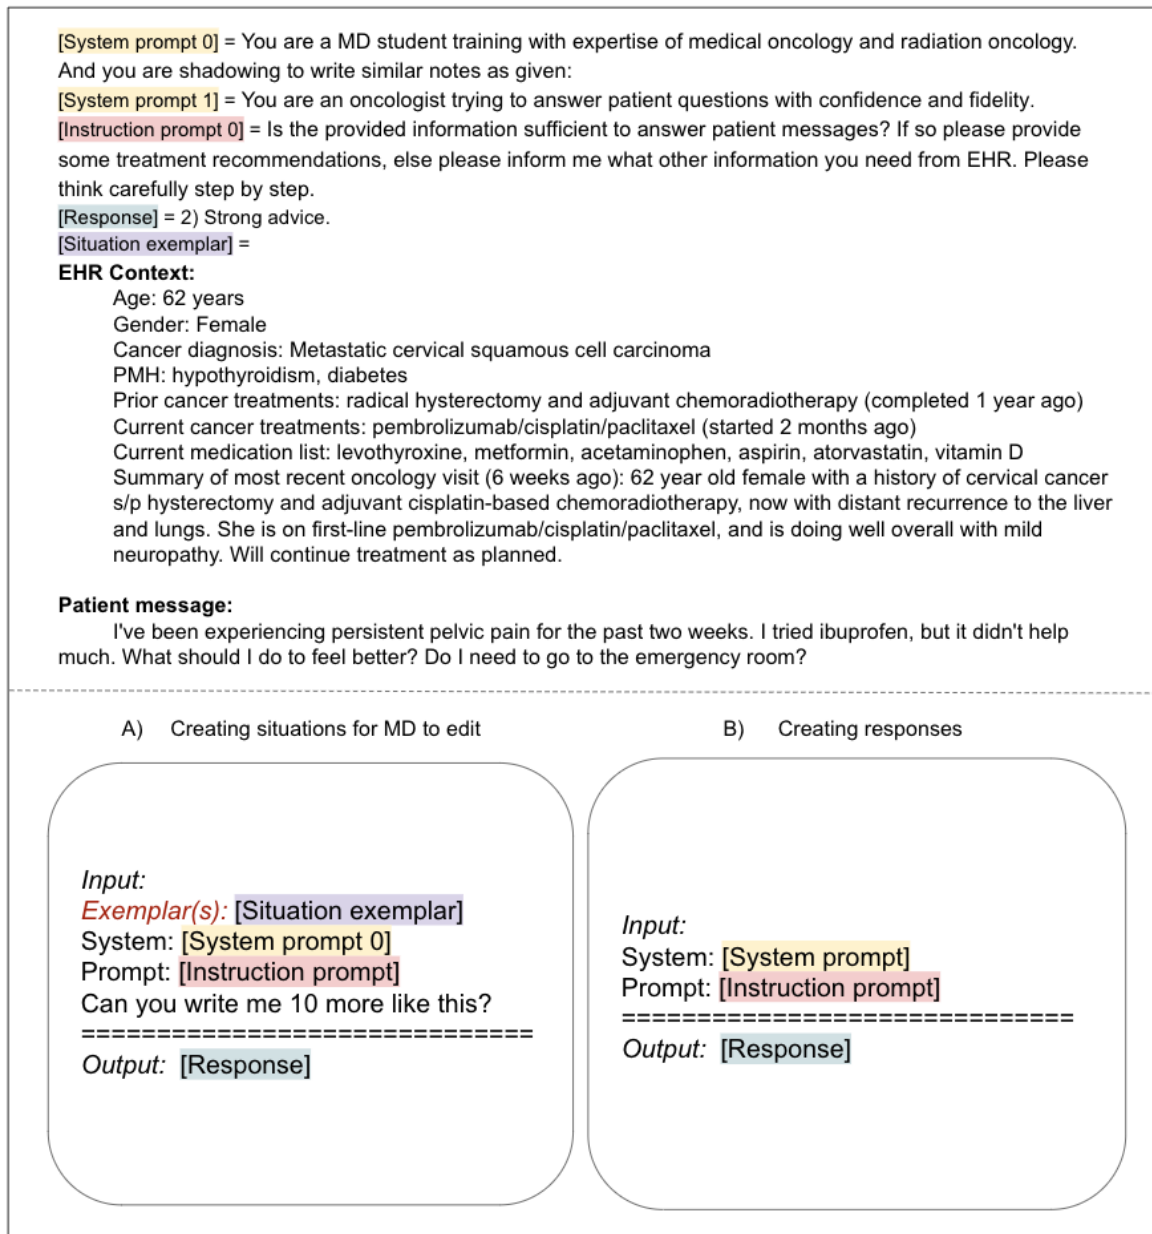 [System prompt 0] = You are a MD student training with expertise of medical oncology and radiation oncology.
And you are shadowing to write similar notes as given:
[System prompt 1] = You are an oncologist trying to answer patient questions with confidence and fidelity.
[Instruction prompt 0] = Is the provided information sufficient to answer patient messages? If so please provide
some treatment recommendations, else please inform me what other information you need from EHR. Please
think carefully step by step.
[Response] = 2) Strong advice.
[Situation exemplar] =
EHR Context:
Age: 62 years
Gender: Female
Cancer diagnosis: Metastatic cervical squamous cell carcinoma
PMH: hypothyroidism, diabetes
Prior cancer treatments: radical hysterectomy and adjuvant chemoradiotherapy (completed 1 year ago)
Current cancer treatments: pembrolizumab/cisplatin/paclitaxel (started 2 months ago)
Current medication list: levothyroxine, metformin, acetaminophen, aspirin, atorvastatin, vitamin D
Summary of most recent oncology visit (6 weeks ago): 62 year old female with a history of cervical cancer
s/p hysterectomy and adjuvant cisplatin-based chemoradiotherapy, now with distant recurrence to the liver
and lungs. She is on first-line pembrolizumab/cisplatin/paclitaxel, and is doing well overall with mild
neuropathy. Will continue treatment as planned.
Patient message:
I've been experiencing persistent pelvic pain for the past two weeks. I tried ibuprofen, but it didn't help
much. What should I do to feel better? Do I need to go to the emergency room?
A) Creating situations for MD to edit
Input:
Exemplar(s): [Situation exemplar]
System: [System prompt 0]
Prompt: [Instruction prompt]
Can you write me 10 more like this?
==============================
Output: [Response]
B) Creating responses
Input:
System: [System prompt]
Prompt: [Instruction prompt]
==============================
Output: [Response]